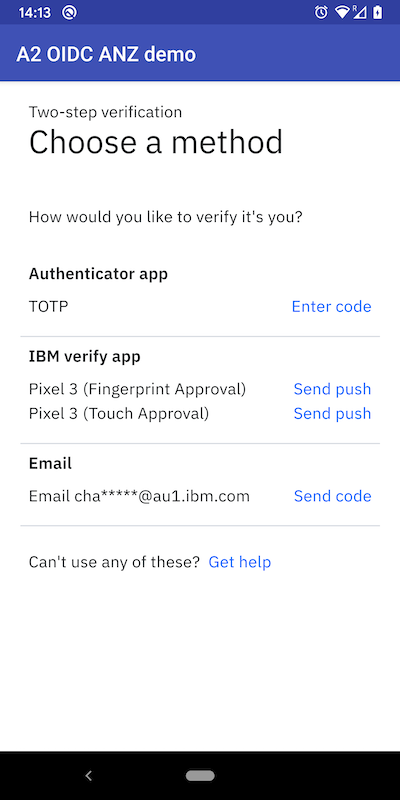 14:13
R
A2 OIDC ANZ demo
Two-step verification
Choose a method
How would you like to verify it's you?
Authenticator app
TOTP Enter code
IBM verify app
Pixel 3 (Fingerprint Approval) Send push
Pixel 3 (Touch Approval) Send push
Email
Email cha*****@au1.ibm.com Send code
Can't use any of these? Get help